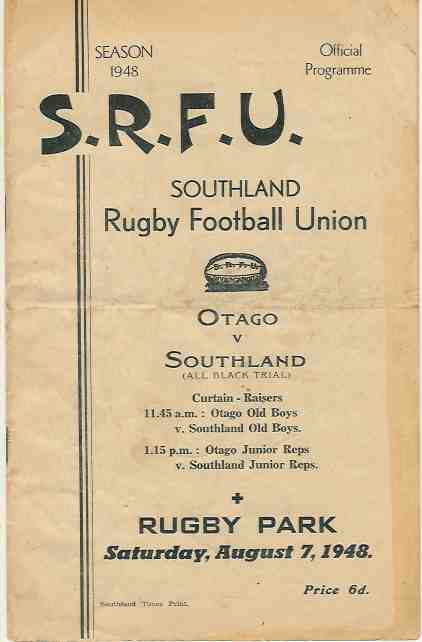 SEASON
1948
Official
Programme
S.R.F.U.
SOUTHLAND
Rugby Football Union
S.R.F.U.
OTAGO
v
SOUTHLAND
(ALL BLACK TRIAL)
Curtain - Raisers
11.45 a.m. : Otago Old Boys
v. Southland Old Boys.
1.15 p.m. : Otago Junior Reps
v. Southland Junior Reps.
RUGBY PARK
Saturday, August 7, 1948.
Price 6d.
Southland Times Print.